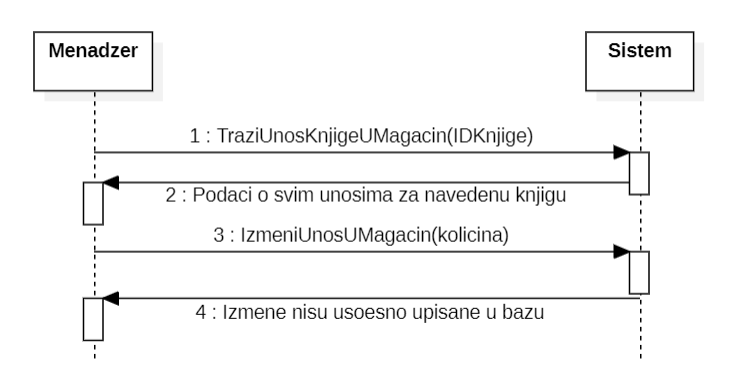 Menadzer
Sistem
1 : TraziUnosKnjigeUMagacin(IDKnjige)
2 : Podaci o svim unosima za navedenu knjigu
3 : IzmeniUnosUMagacin(kolicina)
4 : Izmene nisu usoesno upisane u bazu